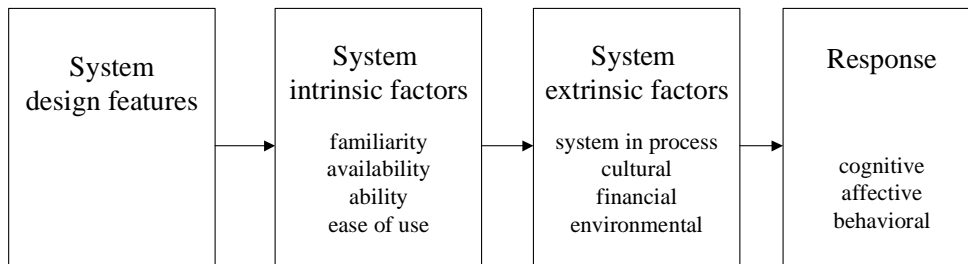 System
design features
System
intrinsic factors
familiarity
availability
ability
ease of use
System
extrinsic factors
system in process
cultural
financial
environmental
Response
cognitive
affective
behavioral